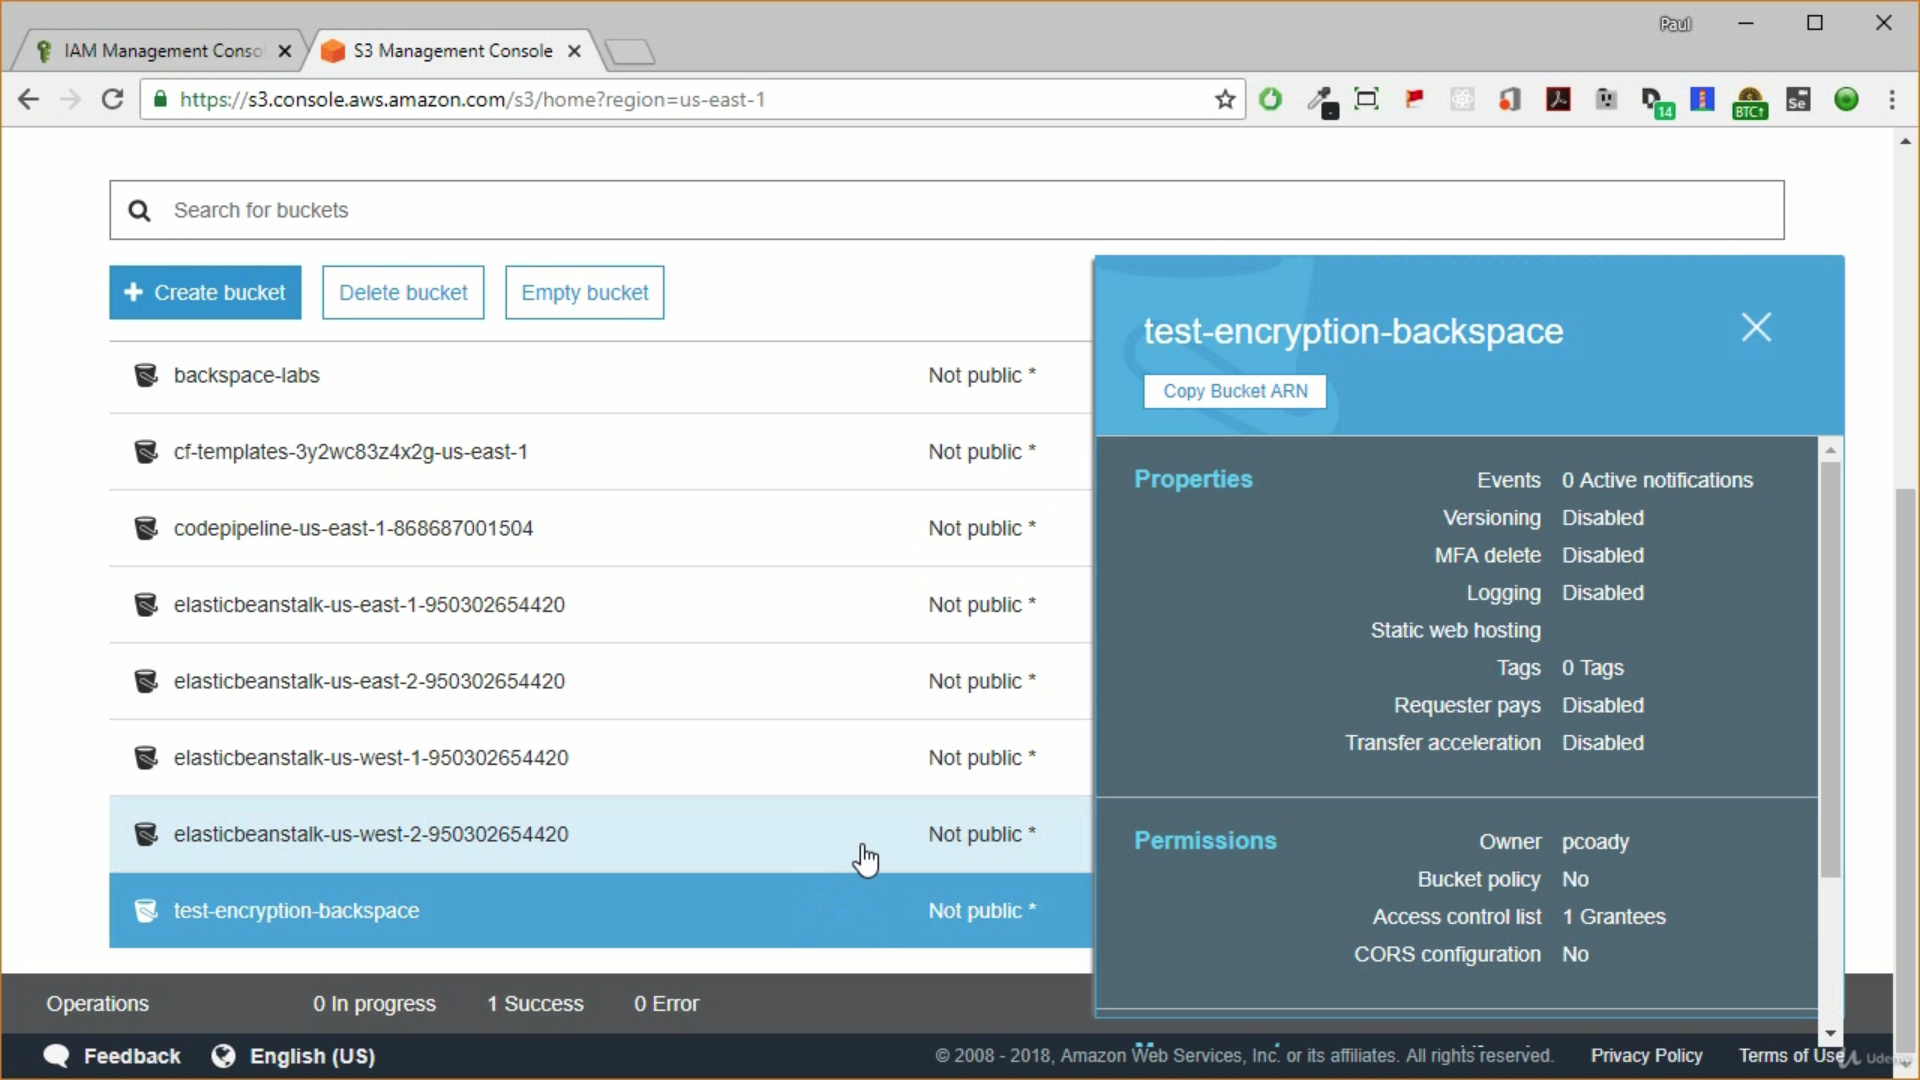 Paul
IAM Management Conso
S3 Management Console
https://s3.console.aws.amazon.com/s3/home?region=us-east-1
14
BTC↑
Se
Search for buckets
Create bucket
Delete bucket
Empty bucket
test-encryption-backspace
Copy Bucket ARN
backspace-labs Not public *
cf-templates-3y2wc83z4x2g-us-east-1 Not public *
codepipeline-us-east-1-868687001504 Not public *
elasticbeanstalk-us-east-1-950302654420 Not public *
elasticbeanstalk-us-east-2-950302654420 Not public *
elasticbeanstalk-us-west-1-950302654420 Not public *
elasticbeanstalk-us-west-2-950302654420 Not public *
test-encryption-backspace Not public *
Properties
Events 0 Active notifications
Versioning Disabled
MFA delete Disabled
Logging Disabled
Static web hosting
Tags 0 Tags
Requester pays Disabled
Transfer acceleration Disabled
Permissions
Owner pcoady
Bucket policy No
Access control list 1 Grantees
CORS configuration No
Operations 0 In progress 1 Success 0 Error
Feedback English (US)
© 2008 - 2018, Amazon Web Services, Inc. or its affiliates. All rights reserved. Privacy Policy Terms of Use